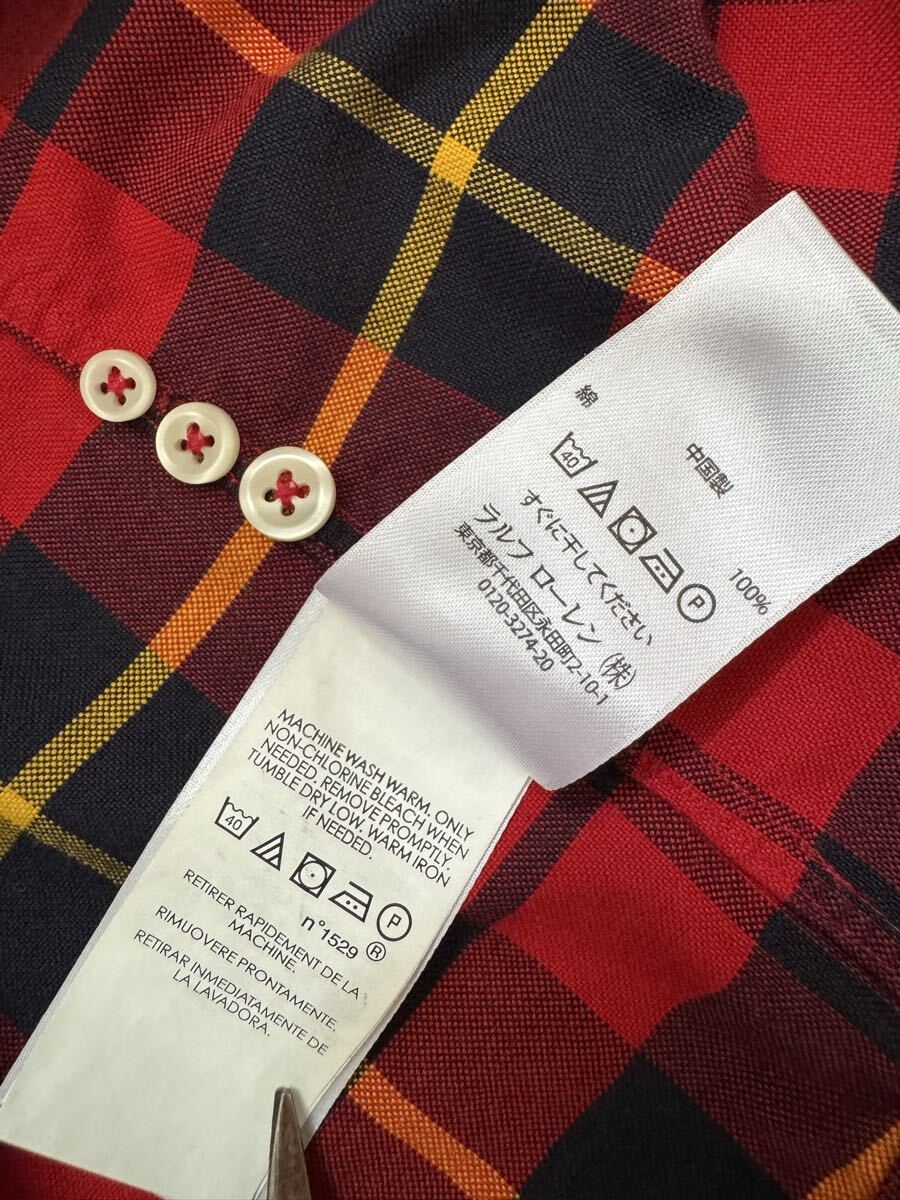 綿
100%
中国製
40
P
すぐに干してください
ラルフ ローレン (株)
東京都千代田区永田町2-10-1
0120-3274-20
MACHINE WASH WARM. ONLY
NON-CHLORINE BLEACH WHEN
NEEDED. REMOVE PROMPTLY.
TUMBLE DRY LOW. WARM IRON
IF NEEDED.
40
P
n°1529 ®
RETIRER RAPIDEMENT DE LA
MACHINE.
RIMUOVERE PRONTAMENTE.
RETIRAR INMEDIATAMENTE DE
LA LAVADORA.